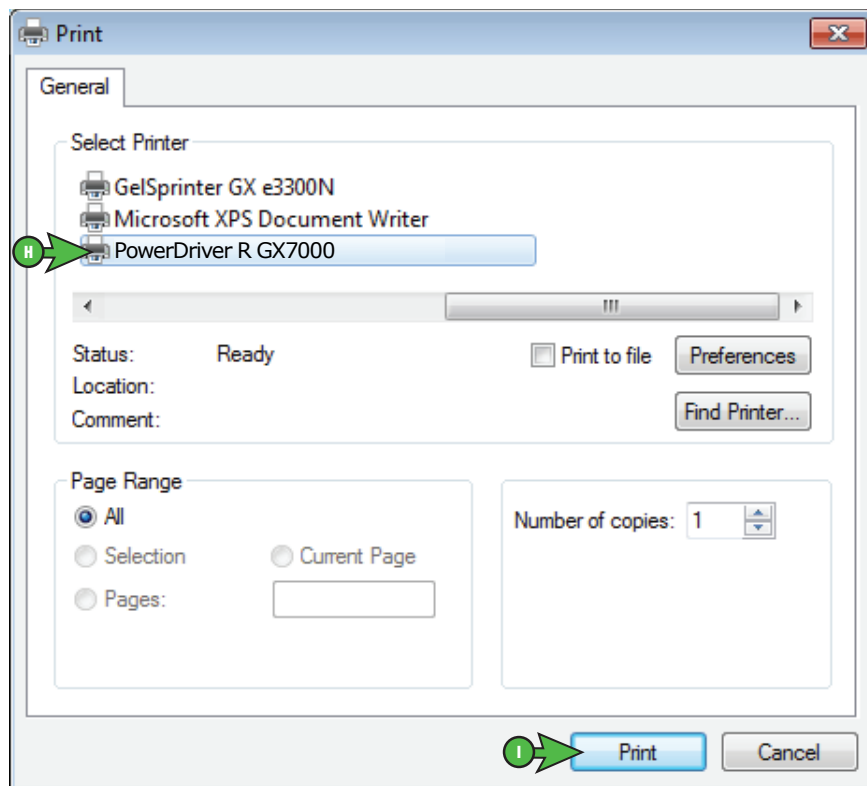 Print
General
Select Printer
GelSprinter GX e3300N
Microsoft XPS Document Writer
H
PowerDriver R GX7000
Status: Ready
Print to file
Preferences
Location:
Comment:
Find Printer...
Page Range
All
Selection
Current Page
Pages:
Number of copies: 1
I
Print
Cancel